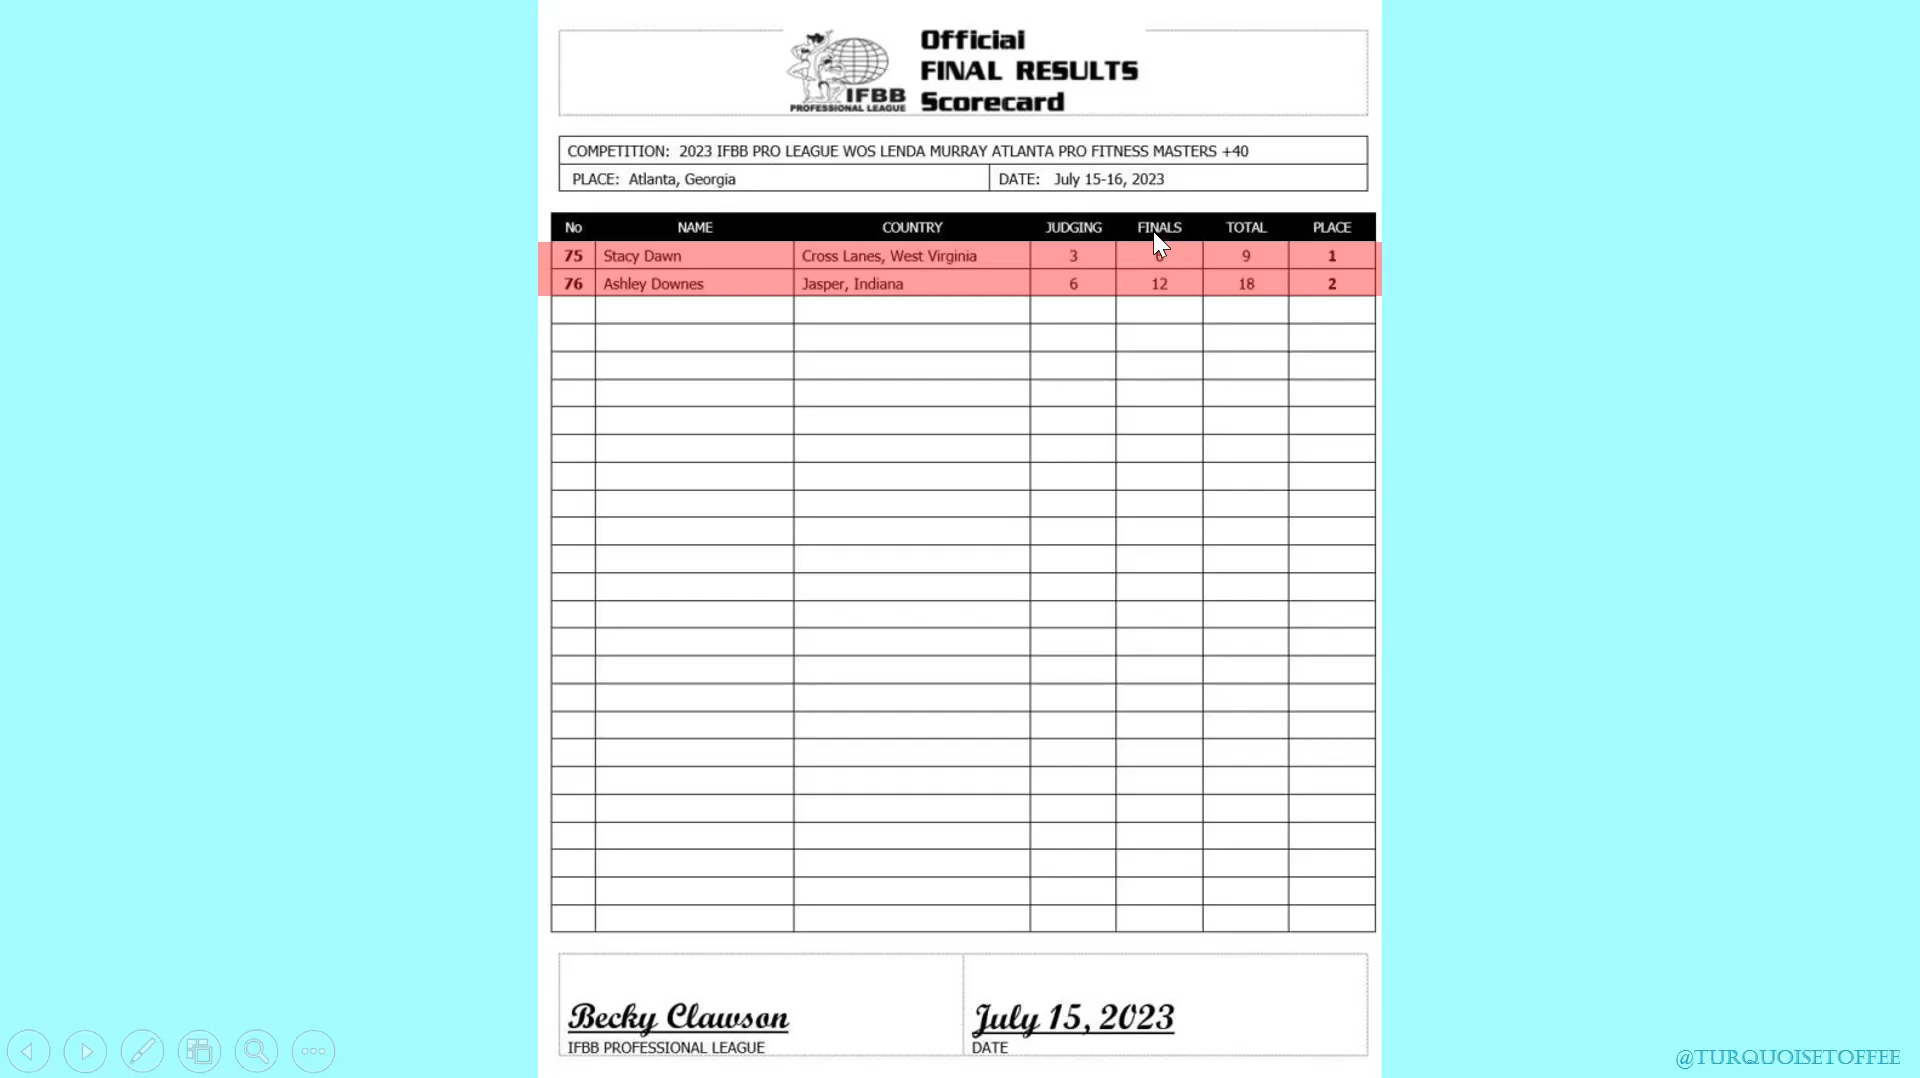 Official
FINAL RESULTS
Scorecard
IFBB
PROFESSIONAL LEAGUE
COMPETITION: 2023 IFBB PRO LEAGUE WOS LENDA MURRAY ATLANTA PRO FITNESS MASTERS +40
PLACE: Atlanta, Georgia DATE: July 15-16, 2023
No NAME COUNTRY JUDGING FINALS TOTAL PLACE
75 Stacy Dawn Cross Lanes, West Virginia 3 9 1
76 Ashley Downes Jasper, Indiana 6 12 18 2
Becky Clawson July 15, 2023
IFBB PROFESSIONAL LEAGUE DATE
@TURQUOISETOFFEE